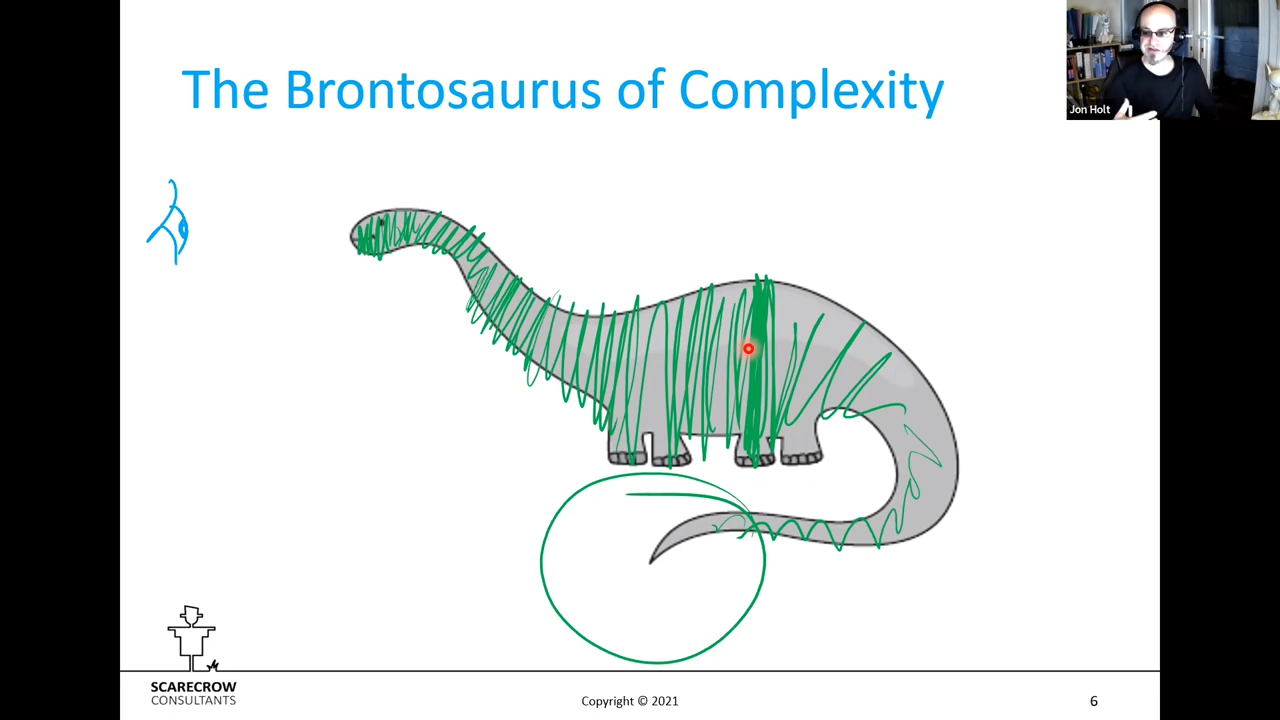 Jon Holt
The Brontosaurus of Complexity
SCARECROW
CONSULTANTS
Copyright © 2021
6